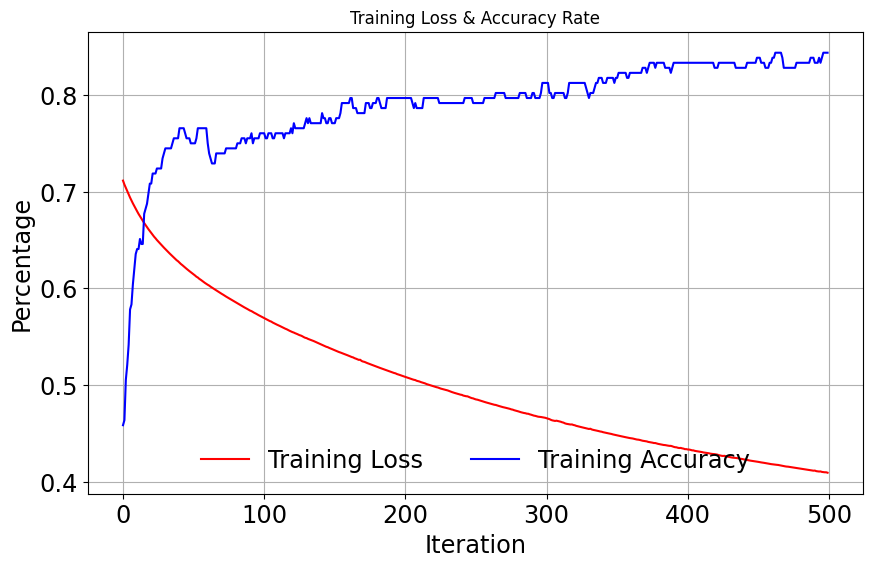 Training Loss & Accuracy Rate
Percentage
0.8
0.7
0.6
0.5
0.4
Training Loss Training Accuracy
0 100 200 300 400 500
Iteration